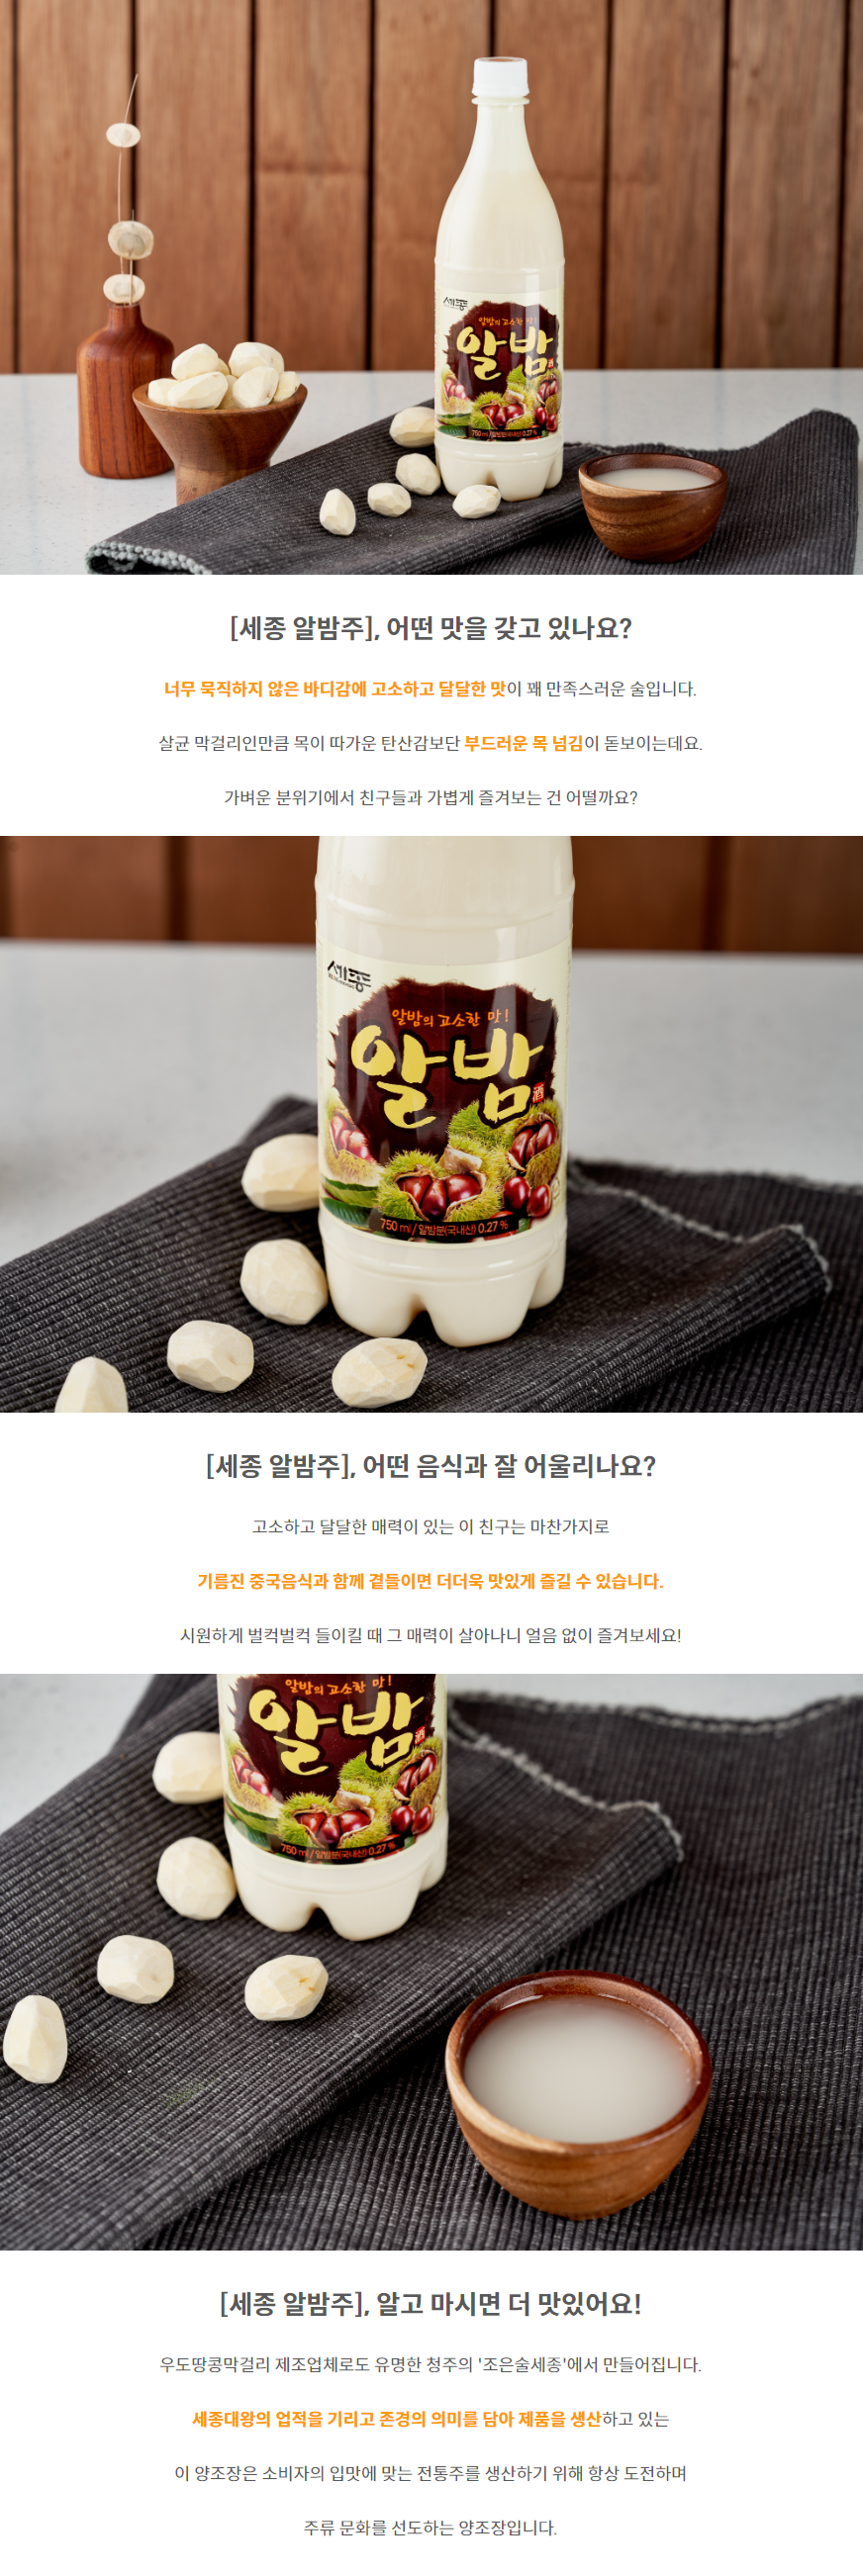 세종
알밤의 고소한 맛!
알밤
酒
750 ml / 알밤분(국내산) 0.27 %
[세종 알밤주], 어떤 맛을 갖고 있나요?
너무 묵직하지 않은 바디감에 고소하고 달달한 맛이 꽤 만족스러운 술입니다.
살균 막걸리인만큼 목이 따가운 탄산감보단 부드러운 목 넘김이 돋보이는데요.
가벼운 분위기에서 친구들과 가볍게 즐겨보는 건 어떨까요?
세종
알밤의 고소한 맛!
알밤
酒
750 ml / 알밤분(국내산) 0.27 %
[세종 알밤주], 어떤 음식과 잘 어울리나요?
고소하고 달달한 매력이 있는 이 친구는 마찬가지로
기름진 중국음식과 함께 곁들이면 더더욱 맛있게 즐길 수 있습니다.
시원하게 벌컥벌컥 들이킬 때 그 매력이 살아나니 얼음 없이 즐겨보세요!
알밤의 고소한 맛!
알밤
酒
750 ml / 알밤분(국내산) 0.27 %
[세종 알밤주], 알고 마시면 더 맛있어요!
우도땅콩막걸리 제조업체로도 유명한 청주의 '조은술세종'에서 만들어집니다.
세종대왕의 업적을 기리고 존경의 의미를 담아 제품을 생산하고 있는
이 양조장은 소비자의 입맛에 맞는 전통주를 생산하기 위해 항상 도전하며
주류 문화를 선도하는 양조장입니다.